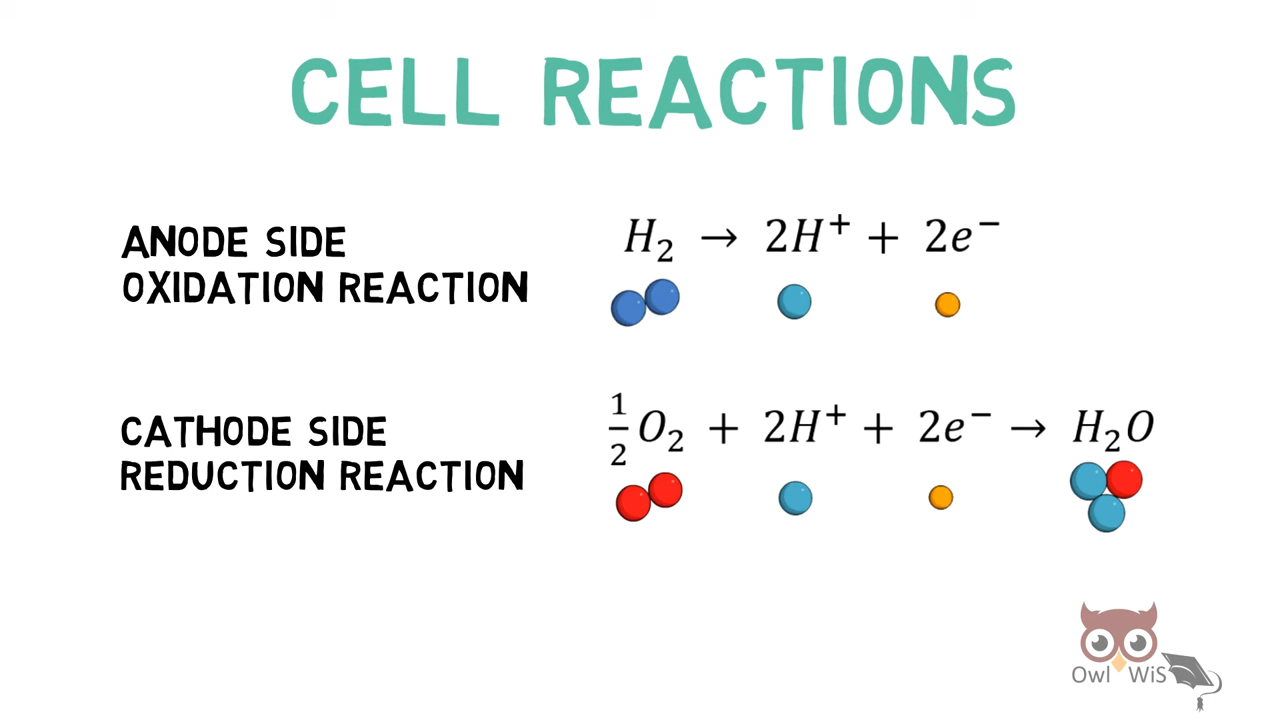 CELL REACTIONS
ANODE SIDE
OXIDATION REACTION
H₂ → 2H⁺ + 2e⁻
CATHODE SIDE
REDUCTION REACTION
½O₂ + 2H⁺ + 2e⁻ → H₂O
Owl WiS